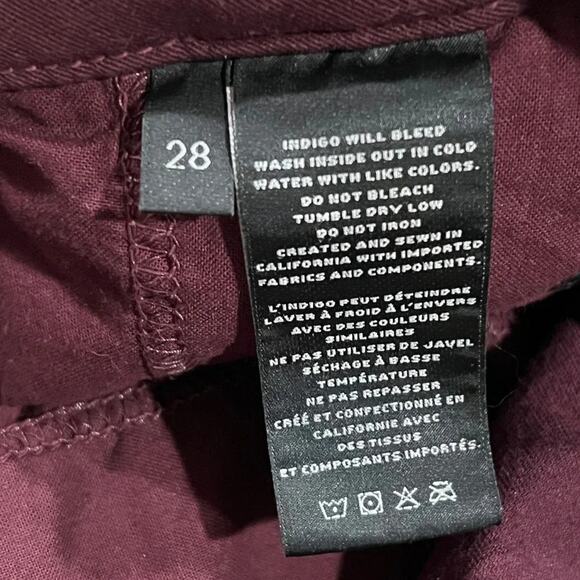 28
INDIGO WILL BLEED
WASH INSIDE OUT IN COLD
WATER WITH LIKE COLORS.
DO NOT BLEACH
TUMBLE DRY LOW
DO NOT IRON
CREATED AND SEWN IN
CALIFORNIA WITH IMPORTED
FABRICS AND COMPONENTS.
L'INDIGO PEUT DÉTEINDRE
LAVER À FROID À L'ENVERS
AVEC DES COULEURS
SIMILAIRES
NE PAS UTILISER DE JAVEL
SÉCHAGE À BASSE
TEMPÉRATURE
NE PAS REPASSER
CRÉÉ ET CONFECTIONNÉ EN
CALIFORNIE AVEC
DES TISSUS
ET COMPOSANTS IMPORTÉS.